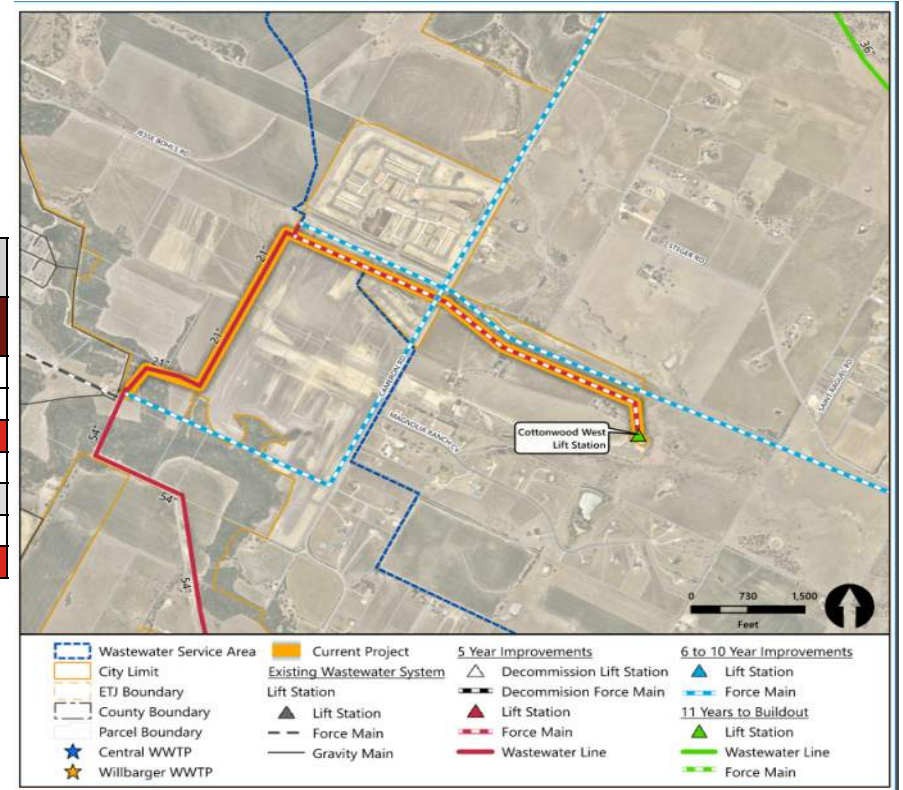 36"
JESSE BOHLS RD
STEGER RD
21"
21"
21"
CAMERON RD
SAINT RAGUEL RD
MAGNOLIA RANCH CV
Cottonwood West
Lift Station
54"
54"
54"
0 730 1,500
Feet
Wastewater Service Area
City Limit
ETJ Boundary
County Boundary
Parcel Boundary
Central WWTP
Willbarger WWTP
Current Project
Existing Wastewater System
Lift Station
Lift Station
Force Main
Gravity Main
5 Year Improvements
Decommission Lift Station
Decommision Force Main
Lift Station
Force Main
Wastewater Line
6 to 10 Year Improvements
Lift Station
Force Main
11 Years to Buildout
Lift Station
Wastewater Line
Force Main